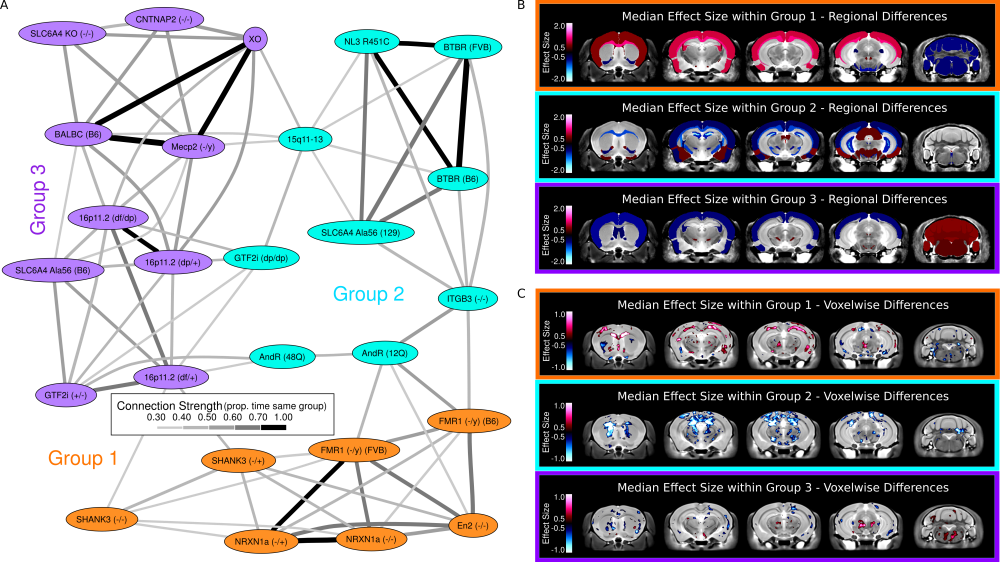 A
CNTNAP2 (-/-)
SLC6A4 KO (-/-)
XO
NL3 R451C
BTBR (FVB)
BALBC (B6)
Mecp2 (-/y)
15q11-13
BTBR (B6)
Group 3
16p11.2 (df/dp)
SLC6A4 Ala56 (129)
16p11.2 (dp/+)
GTF2i (dp/dp)
SLC6A4 Ala56 (B6)
Group 2
ITGB3 (-/-)
AndR (48Q)
AndR (12Q)
16p11.2 (df/+)
GTF2i (+/-)
Connection Strength(prop. time same group)
0.30 0.40 0.50 0.60 0.70 1.00
FMR1 (-/y) (B6)
Group 1
SHANK3 (-/+)
FMR1 (-/y) (FVB)
SHANK3 (-/-)
En2 (-/-)
NRXN1a (-/+)
NRXN1a (-/-)
B
Median Effect Size within Group 1 - Regional Differences
Effect Size
2.0
0.5
-0.5
-2.0
Median Effect Size within Group 2 - Regional Differences
Effect Size
2.0
0.5
-0.5
-2.0
Median Effect Size within Group 3 - Regional Differences
Effect Size
2.0
0.5
-0.5
-2.0
C
Median Effect Size within Group 1 - Voxelwise Differences
Effect Size
1.0
0.5
-0.5
-1.0
Median Effect Size within Group 2 - Voxelwise Differences
Effect Size
1.0
0.5
-0.5
-1.0
Median Effect Size within Group 3 - Voxelwise Differences
Effect Size
1.0
0.5
-0.5
-1.0